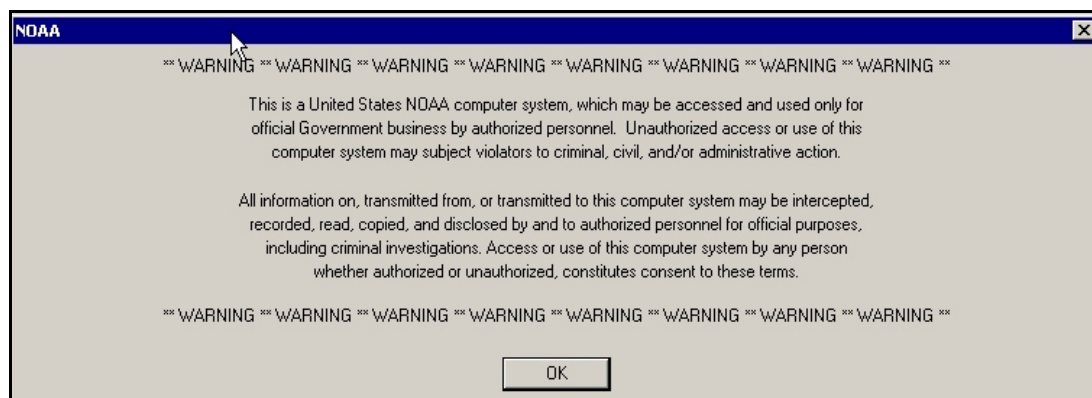 NOAA
** WARNING ** WARNING ** WARNING ** WARNING ** WARNING ** WARNING ** WARNING ** WARNING **
This is a United States NOAA computer system, which may be accessed and used only for
official Government business by authorized personnel. Unauthorized access or use of this
computer system may subject violators to criminal, civil, and/or administrative action.
All information on, transmitted from, or transmitted to this computer system may be intercepted,
recorded, read, copied, and disclosed by and to authorized personnel for official purposes,
including criminal investigations. Access or use of this computer system by any person
whether authorized or unauthorized, constitutes consent to these terms.
** WARNING ** WARNING ** WARNING ** WARNING ** WARNING ** WARNING ** WARNING ** WARNING **
OK